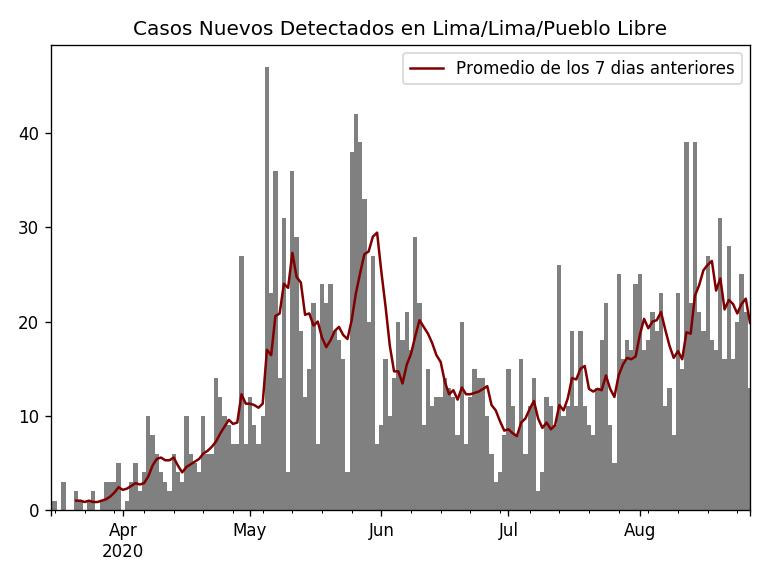 Casos Nuevos Detectados en Lima/Lima/Pueblo Libre
Promedio de los 7 dias anteriores
40
30
20
10
0
Apr
2020
May
Jun
Jul
Aug